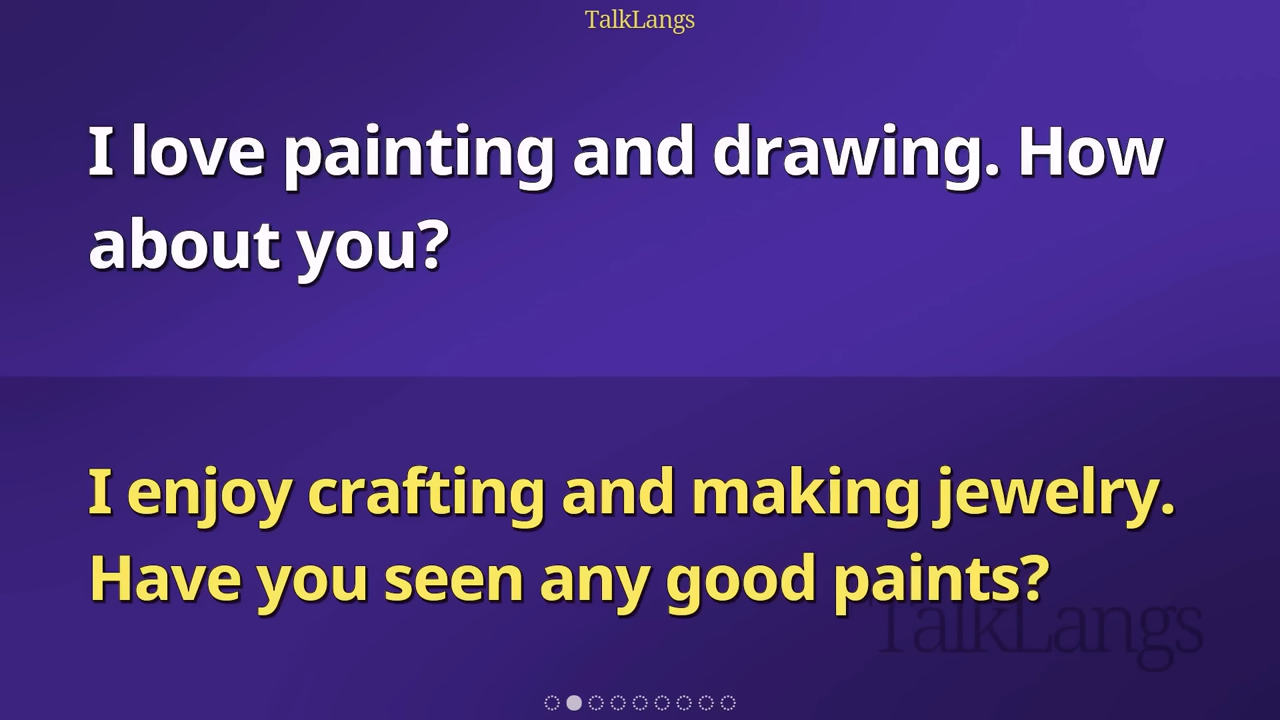 TalkLangs
I love painting and drawing. How
about you?
I enjoy crafting and making jewelry.
Have you seen any good paints?
TalkLangs